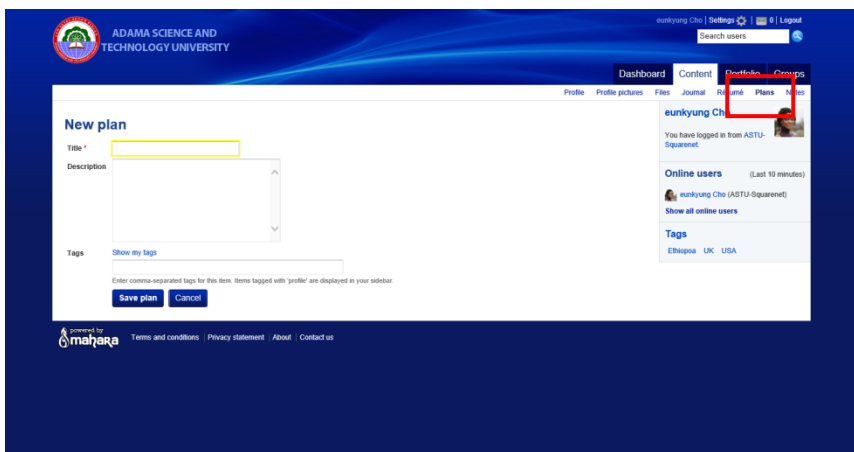 eunkyung Cho | Settings | 0 | Logout
ADAMA SCIENCE AND
TECHNOLOGY UNIVERSITY
Search users
Dashboard Content Portfolio Groups
Profile Profile pictures Files Journal Résumé Plans Notes
New plan
Title *
Description
Tags Show my tags
Enter comma-separated tags for this item. Items tagged with 'profile' are displayed in your sidebar.
Save plan Cancel
eunkyung Cho
You have logged in from ASTU-
Squarenet.
Online users (Last 10 minutes)
eunkyung Cho (ASTU-Squarenet)
Show all online users
Tags
Ethiopoa UK USA
powered by
mahara
Terms and conditions | Privacy statement | About | Contact us